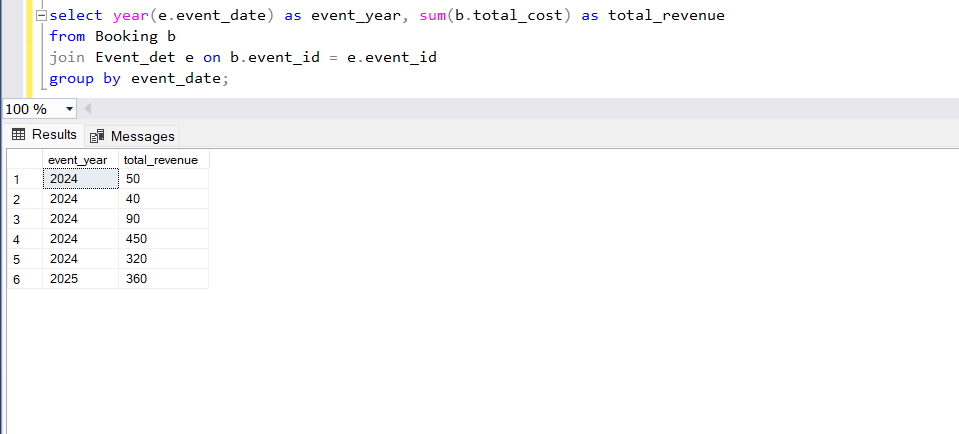 select year(e.event_date) as event_year, sum(b.total_cost) as total_revenue
from Booking b
join Event_det e on b.event_id = e.event_id
group by event_date;
100 %
Results Messages
event_year total_revenue
1 2024 50
2 2024 40
3 2024 90
4 2024 450
5 2024 320
6 2025 360